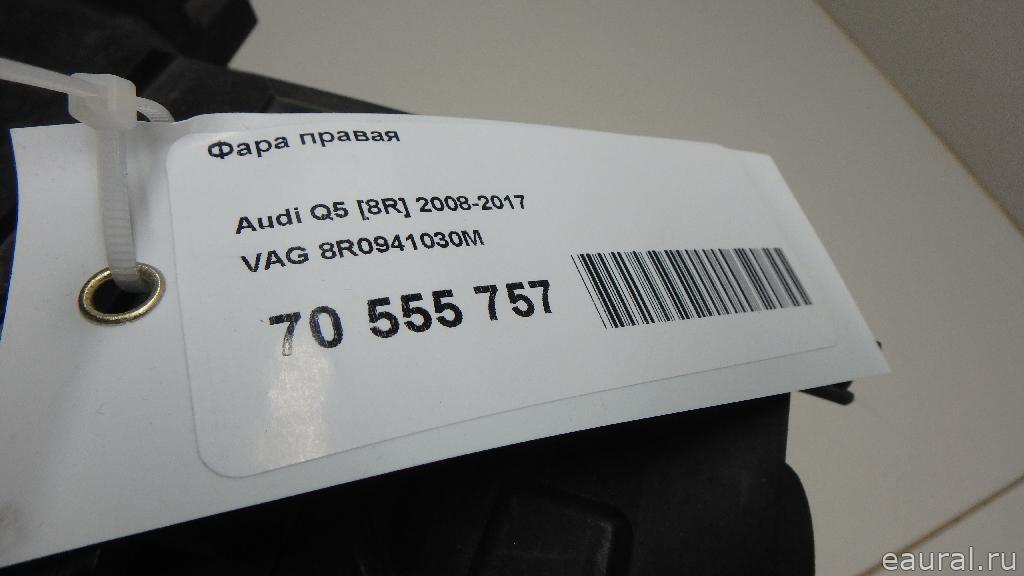 Фара правая
Audi Q5 [8R] 2008-2017
VAG 8R0941030M
70 555 757
eaural.ru